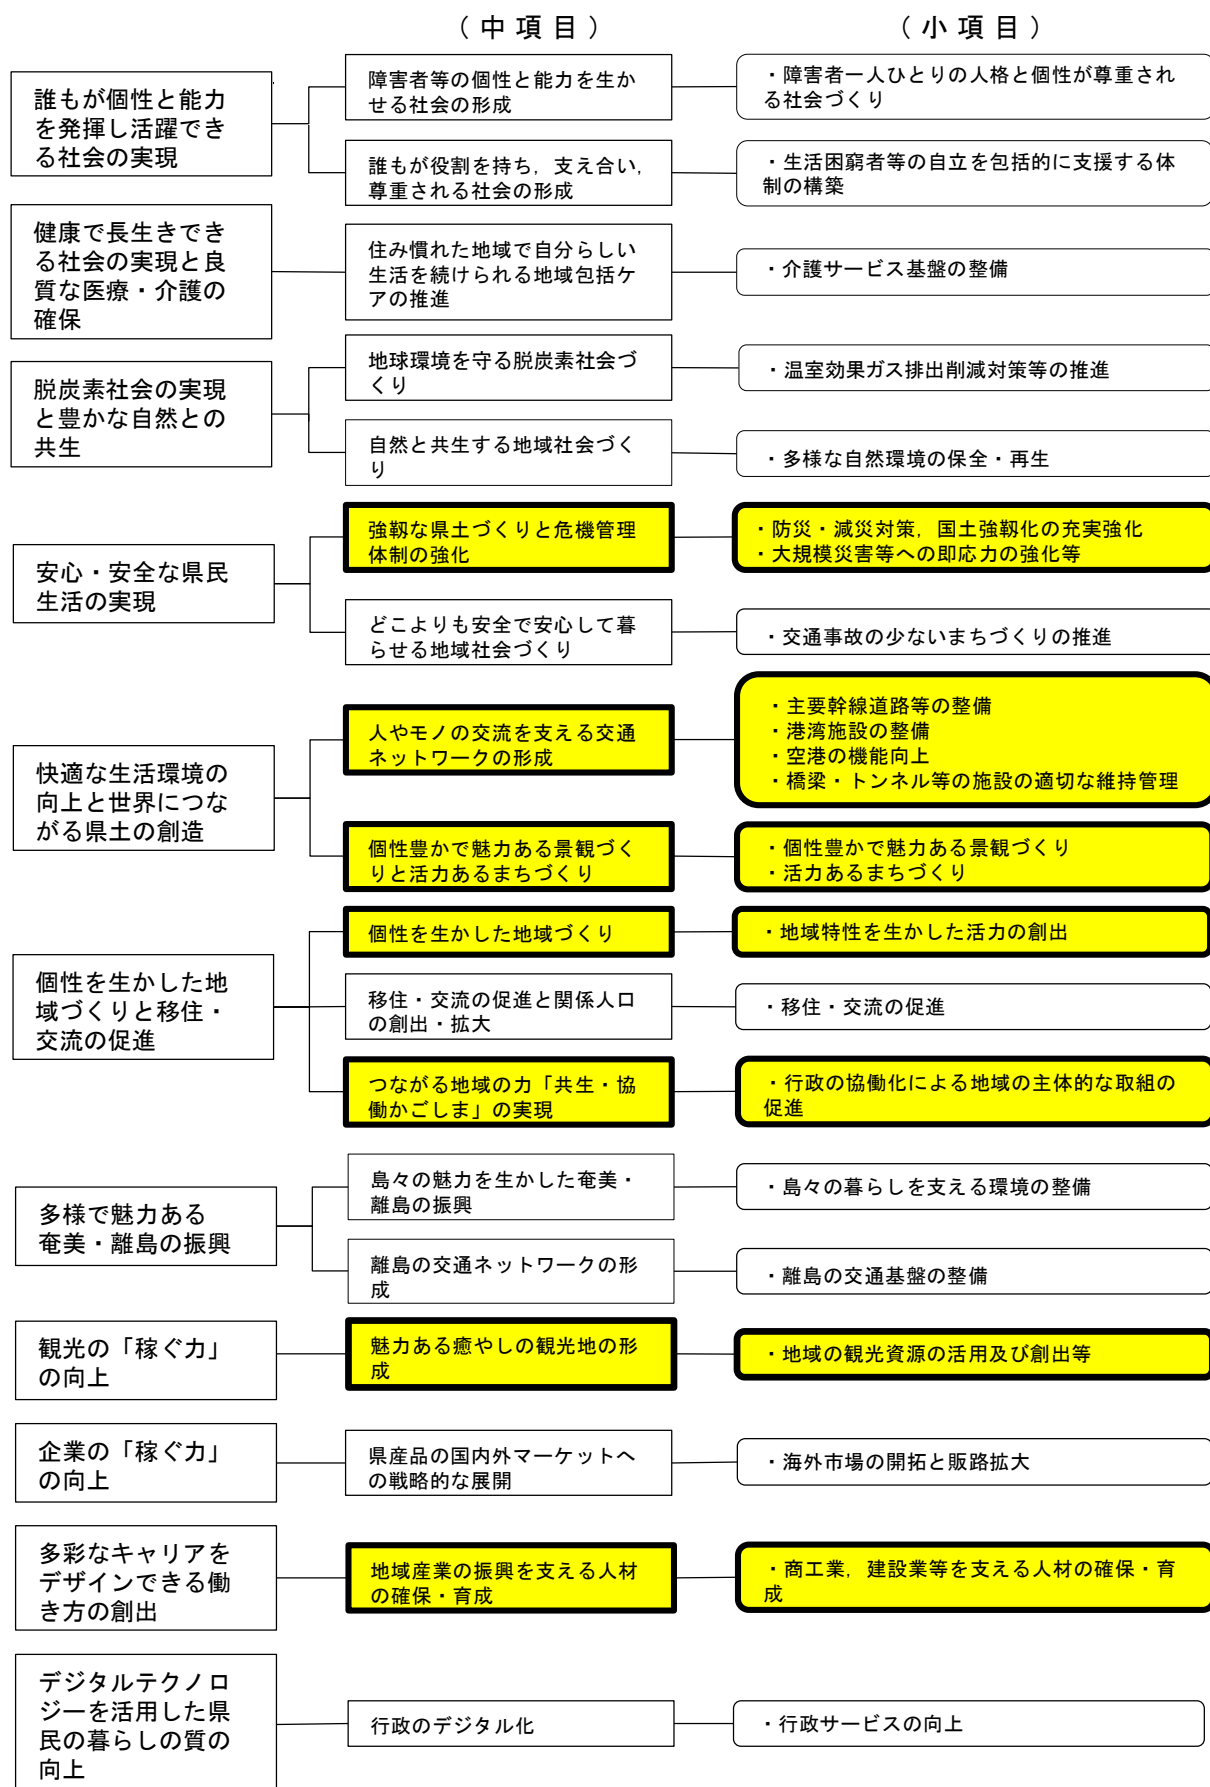 （中項目）
（小項目）
誰もが個性と能力
を発揮し活躍でき
る社会の実現
障害者等の個性と能力を生か
せる社会の形成
・障害者一人ひとりの人格と個性が尊重され
る社会づくり
誰もが役割を持ち，支え合い，
尊重される社会の形成
・生活困窮者等の自立を包括的に支援する体
制の構築
健康で長生きでき
る社会の実現と良
質な医療・介護の
確保
住み慣れた地域で自分らしい
生活を続けられる地域包括ケ
アの推進
・介護サービス基盤の整備
脱炭素社会の実現
と豊かな自然との
共生
地球環境を守る脱炭素社会づ
くり
・温室効果ガス排出削減対策等の推進
自然と共生する地域社会づく
り
・多様な自然環境の保全・再生
安心・安全な県民
生活の実現
強靱な県土づくりと危機管理
体制の強化
・防災・減災対策，国土強靱化の充実強化
・大規模災害等への即応力の強化等
どこよりも安全で安心して暮
らせる地域社会づくり
・交通事故の少ないまちづくりの推進
快適な生活環境の
向上と世界につな
がる県土の創造
人やモノの交流を支える交通
ネットワークの形成
・主要幹線道路等の整備
・港湾施設の整備
・空港の機能向上
・橋梁・トンネル等の施設の適切な維持管理
個性豊かで魅力ある景観づく
りと活力あるまちづくり
・個性豊かで魅力ある景観づくり
・活力あるまちづくり
個性を生かした地
域づくりと移住・
交流の促進
個性を生かした地域づくり
・地域特性を生かした活力の創出
移住・交流の促進と関係人口
の創出・拡大
・移住・交流の促進
つながる地域の力「共生・協
働かごしま」の実現
・行政の協働化による地域の主体的な取組の
促進
多様で魅力ある
奄美・離島の振興
島々の魅力を生かした奄美・
離島の振興
・島々の暮らしを支える環境の整備
離島の交通ネットワークの形
成
・離島の交通基盤の整備
観光の「稼ぐ力」
の向上
魅力ある癒やしの観光地の形
成
・地域の観光資源の活用及び創出等
企業の「稼ぐ力」
の向上
県産品の国内外マーケットへ
の戦略的な展開
・海外市場の開拓と販路拡大
多彩なキャリアを
デザインできる働
き方の創出
地域産業の振興を支える人材
の確保・育成
・商工業，建設業等を支える人材の確保・育
成
デジタルテクノロ
ジーを活用した県
民の暮らしの質の
向上
行政のデジタル化
・行政サービスの向上